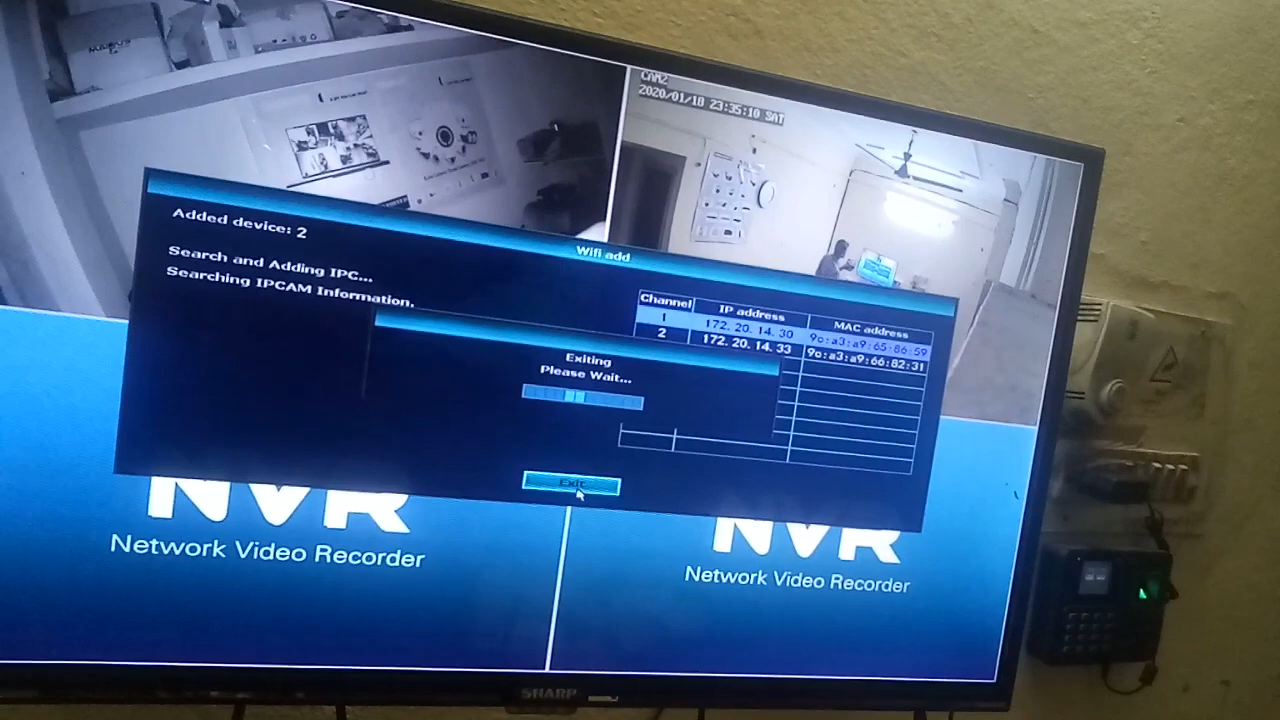 CAM2
2020/01/18 23:35:10 SAT
Wifi add
Added device: 2
Search and Adding IPC...
Searching IPCAM Information.
Channel IP address MAC address
1 172. 20. 14. 30 9c:a3:a9:65:86:59
2 172. 20. 14. 33 9c:a3:a9:66:82:31
Exiting
Please Wait...
Exit
NVR
Network Video Recorder
NVR
Network Video Recorder
SHARP